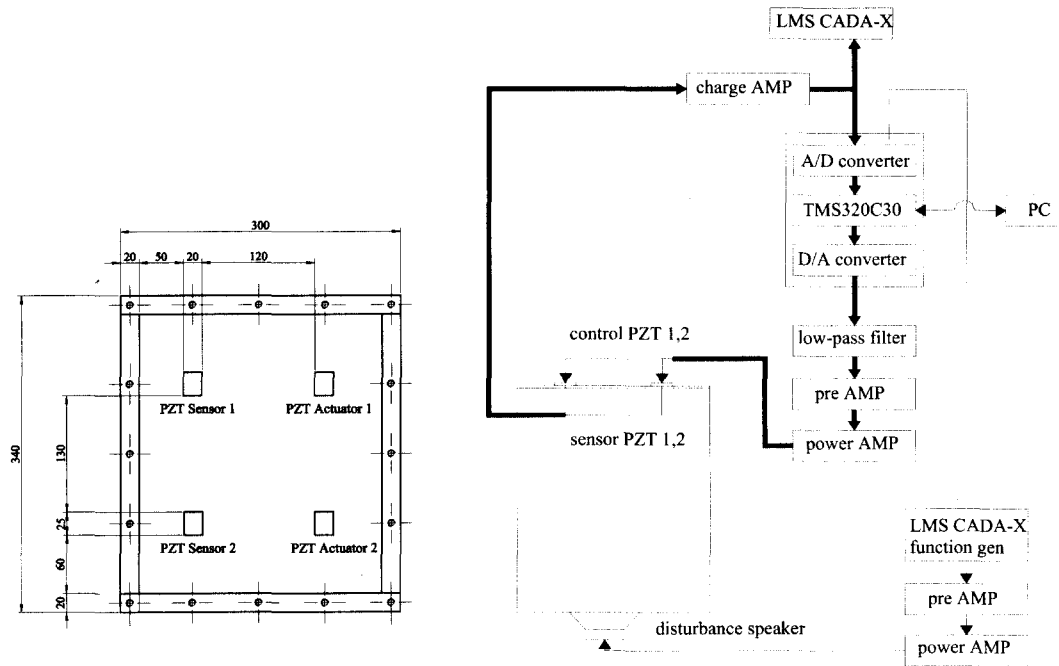 300
20
50
20
120
PZT Sensor 1
PZT Actuator 1
340
130
25
60
20
PZT Sensor 2
PZT Actuator 2
LMS CADA-X
charge AMP
A/D converter
TMS320C30
PC
D/A converter
control PZT 1,2
low-pass filter
pre AMP
sensor PZT 1,2
power AMP
LMS CADA-X
function gen
pre AMP
disturbance speaker
power AMP